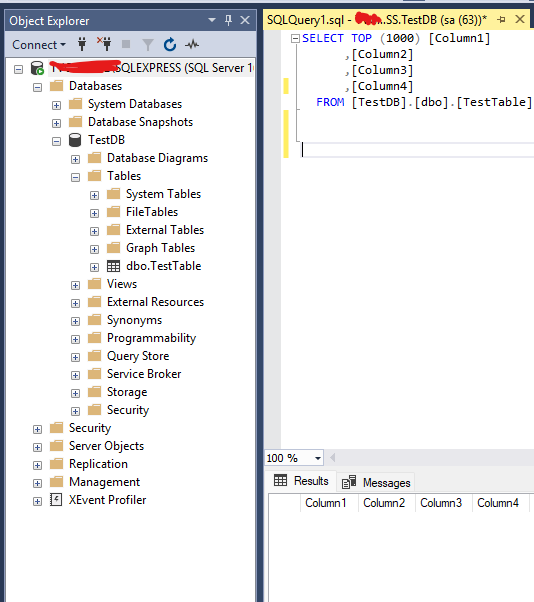 Object Explorer
Connect
\SQLEXPRESS (SQL Server 1
Databases
System Databases
Database Snapshots
TestDB
Database Diagrams
Tables
System Tables
FileTables
External Tables
Graph Tables
dbo.TestTable
Views
External Resources
Synonyms
Programmability
Query Store
Service Broker
Storage
Security
Security
Server Objects
Replication
Management
XEvent Profiler
SQLQuery1.sql - .SS.TestDB (sa (63))*
SELECT TOP (1000) [Column1]
,[Column2]
,[Column3]
,[Column4]
FROM [TestDB].[dbo].[TestTable]
100 %
Results Messages
Column1 Column2 Column3 Column4